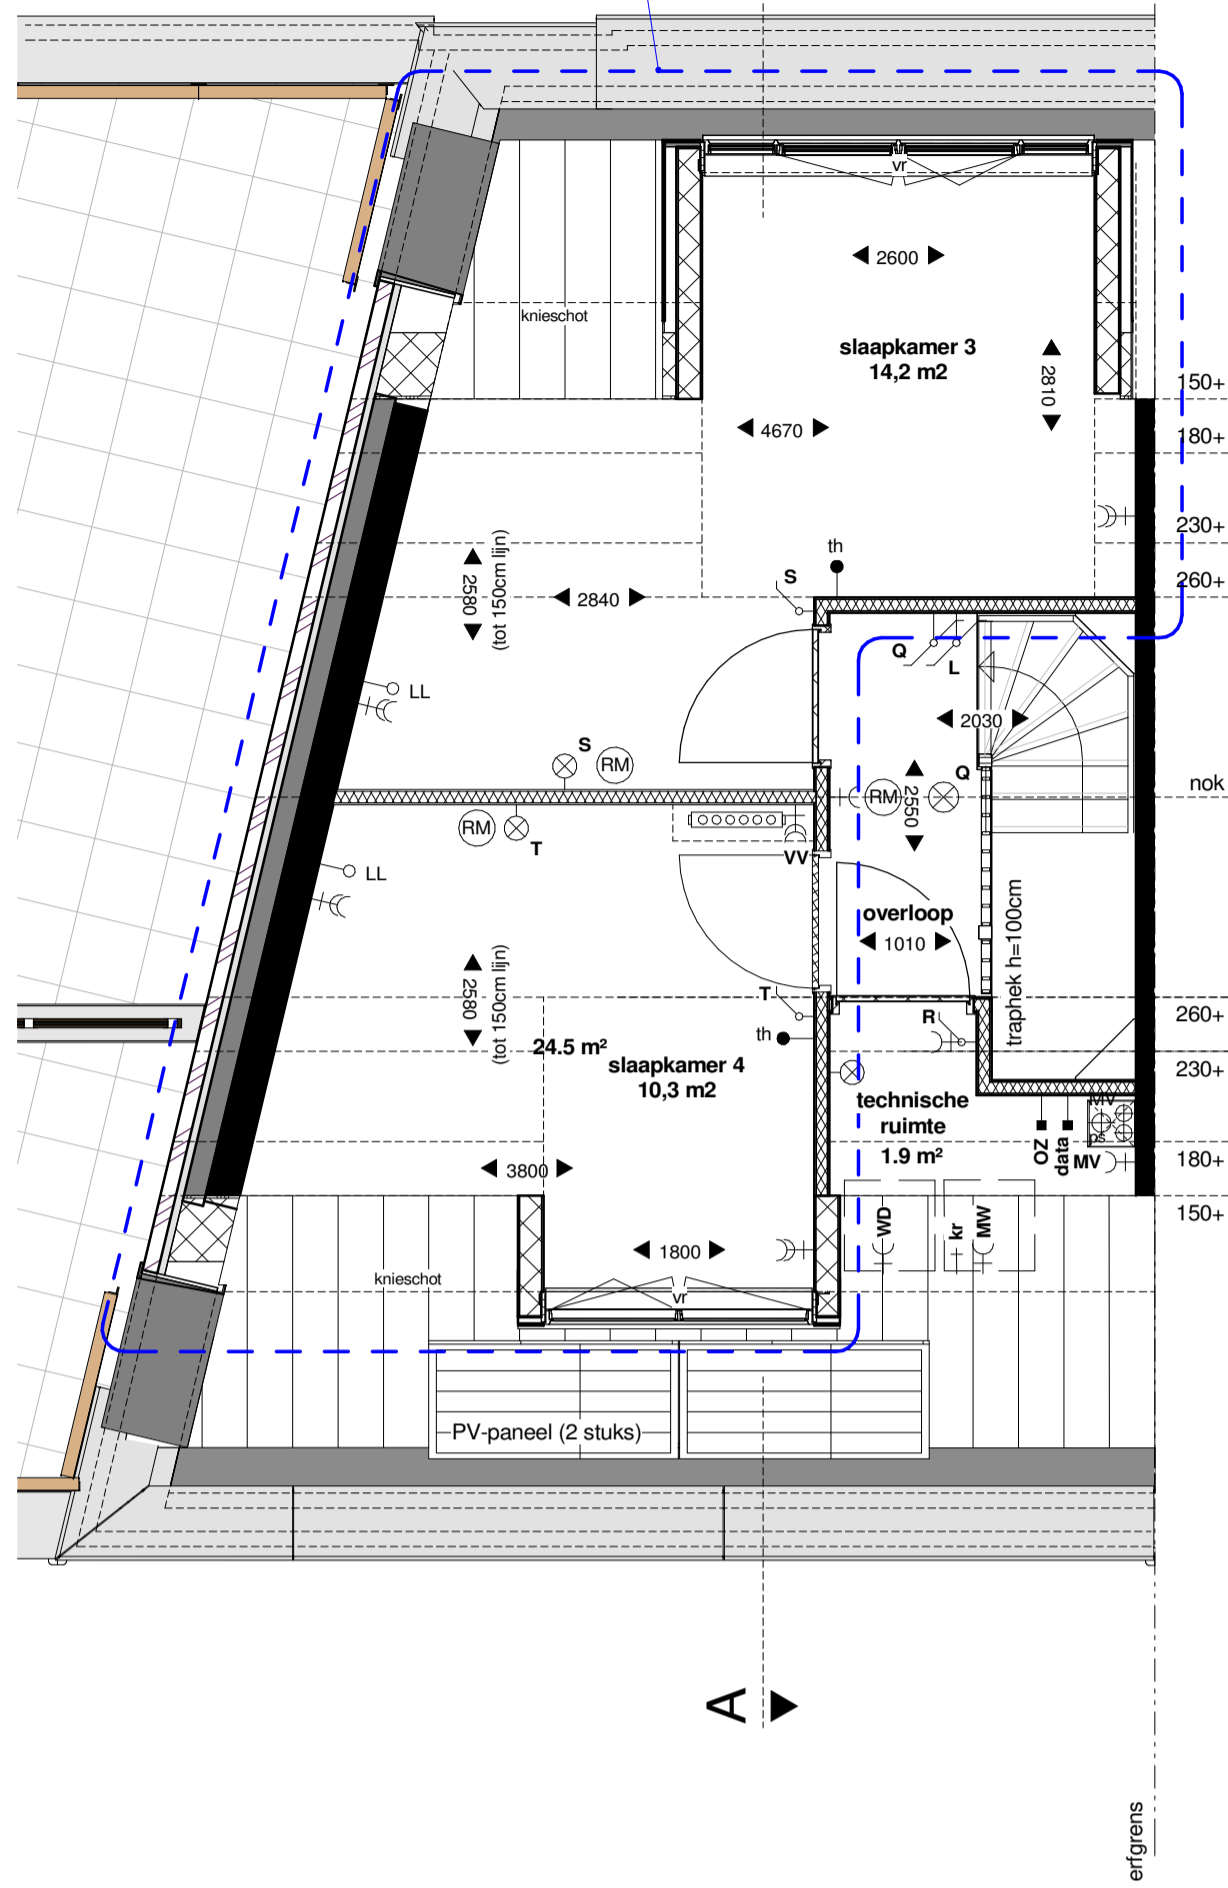 vr
2600
knieschot
slaapkamer 3
14,2 m2
2810
150+
4670
180+
230+
th
S
260+
2580
(tot 150cm lijn)
2840
Q
L
LL
2030
S
RM
Q
nok
RM
2550
RM
T
VV
LL
overloop
1010
traphek h=100cm
2580
(tot 150cm lijn)
T
R
260+
th
24.5 m²
slaapkamer 4
10,3 m2
230+
technische
ruimte
1.9 m²
MV
ps
OZ
data
MV
180+
3800
150+
WD
kr
MW
1800
knieschot
vr
PV-paneel (2 stuks)
A
erfgrens